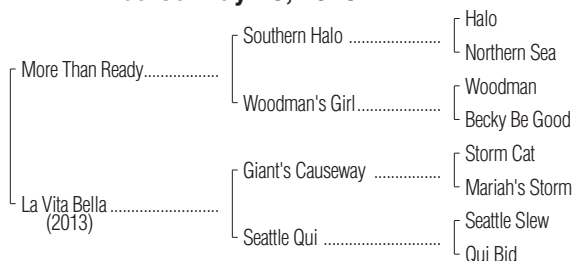 Halo
Southern Halo ........................
Northern Sea
More Than Ready.................
Woodman
Woodman's Girl......................
Becky Be Good
Storm Cat
Giant's Causeway ..................
Mariah's Storm
La Vita Bella .........................
(2013)
Seattle Slew
Seattle Qui .............................
Qui Bid